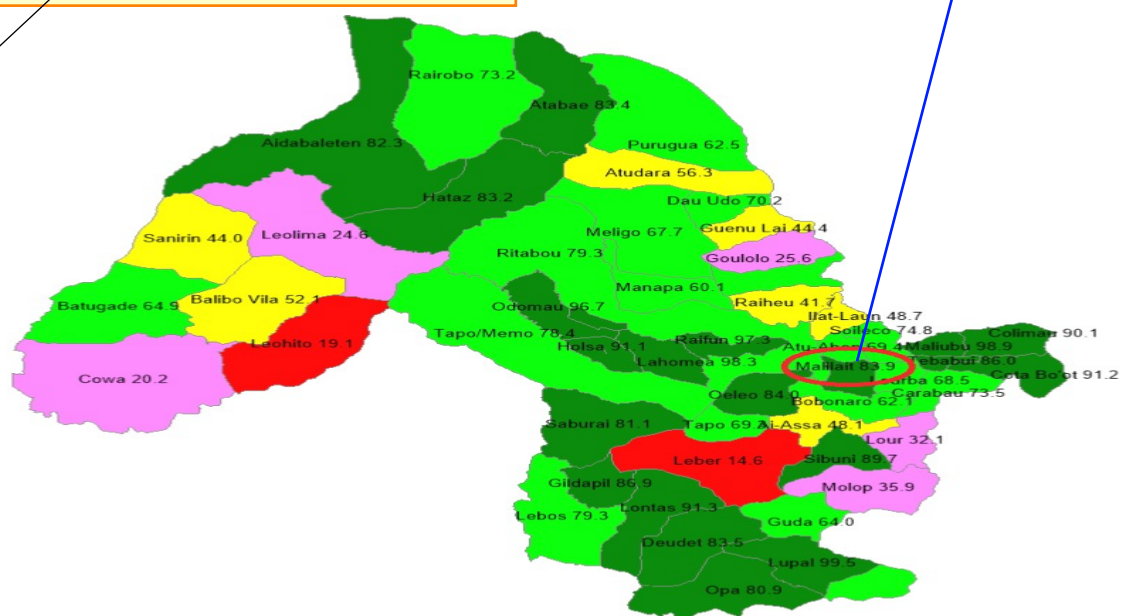 Rairobo 73.2
Atabae 83.4
Aidabaleten 82.3
Purugua 62.5
Atudara 56.3
Hataz 83.2
Dau Udo 70.2
Guenu Lai 44.4
Meligo 67.7
Sanirin 44.0
Leolima 24.6
Ritabou 79.3
Goulolo 25.6
Manapa 60.1
Batugade 64.9
Balibo Vila 52.1
Odomau 96.7
Raiheu 41.7
Ilat-Laun 48.7
Soileco 74.8
Tapo/Memo 78.4
Coliman 90.1
Leohito 19.1
Holsa 91.1
Raifun 97.3
Atu-Aben 69.4
Maliubu 98.9
Lahomea 98.3
Maliait 83.9
Tebabui 86.0
Cowa 20.2
Cota Bo'ot 91.2
68.5
Oeleo 84.0
Carabau 73.5
Bobonaro 62.1
Saburai 81.1
Tapo 69.
Ai-Assa 48.1
Lour 32.1
Leber 14.6
Sibuni 89.7
Gildapil 86.9
Molop 35.9
Lontas 91.3
Lebos 79.3
Guda 64.0
Deudet 83.5
Lupal 99.5
Opa 80.9